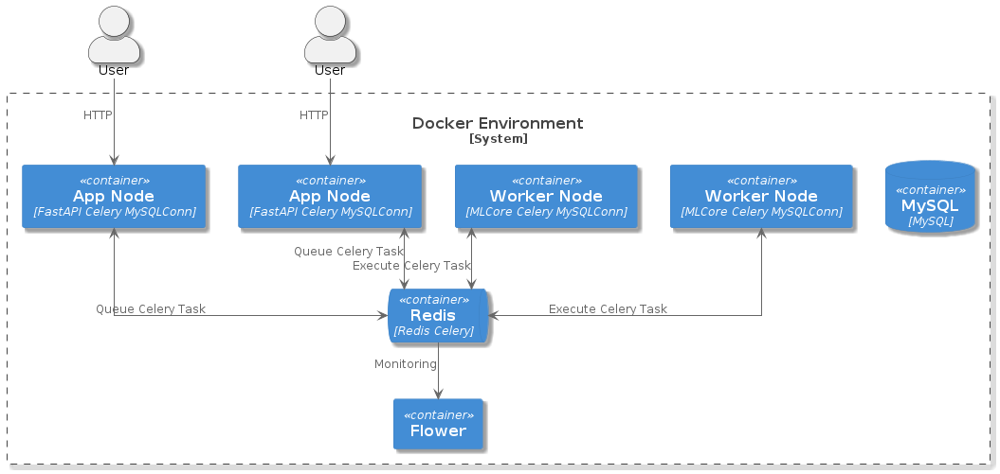 User
User
HTTP
HTTP
Docker Environment
[System]
«container»
App Node
[FastAPI Celery MySQLConn]
«container»
App Node
[FastAPI Celery MySQLConn]
«container»
Worker Node
[MLCore Celery MySQLConn]
«container»
Worker Node
[MLCore Celery MySQLConn]
«container»
MySQL
[MySQL]
Queue Celery Task
Execute Celery Task
Queue Celery Task
«container»
Redis
[Redis Celery]
Execute Celery Task
Monitoring
«container»
Flower